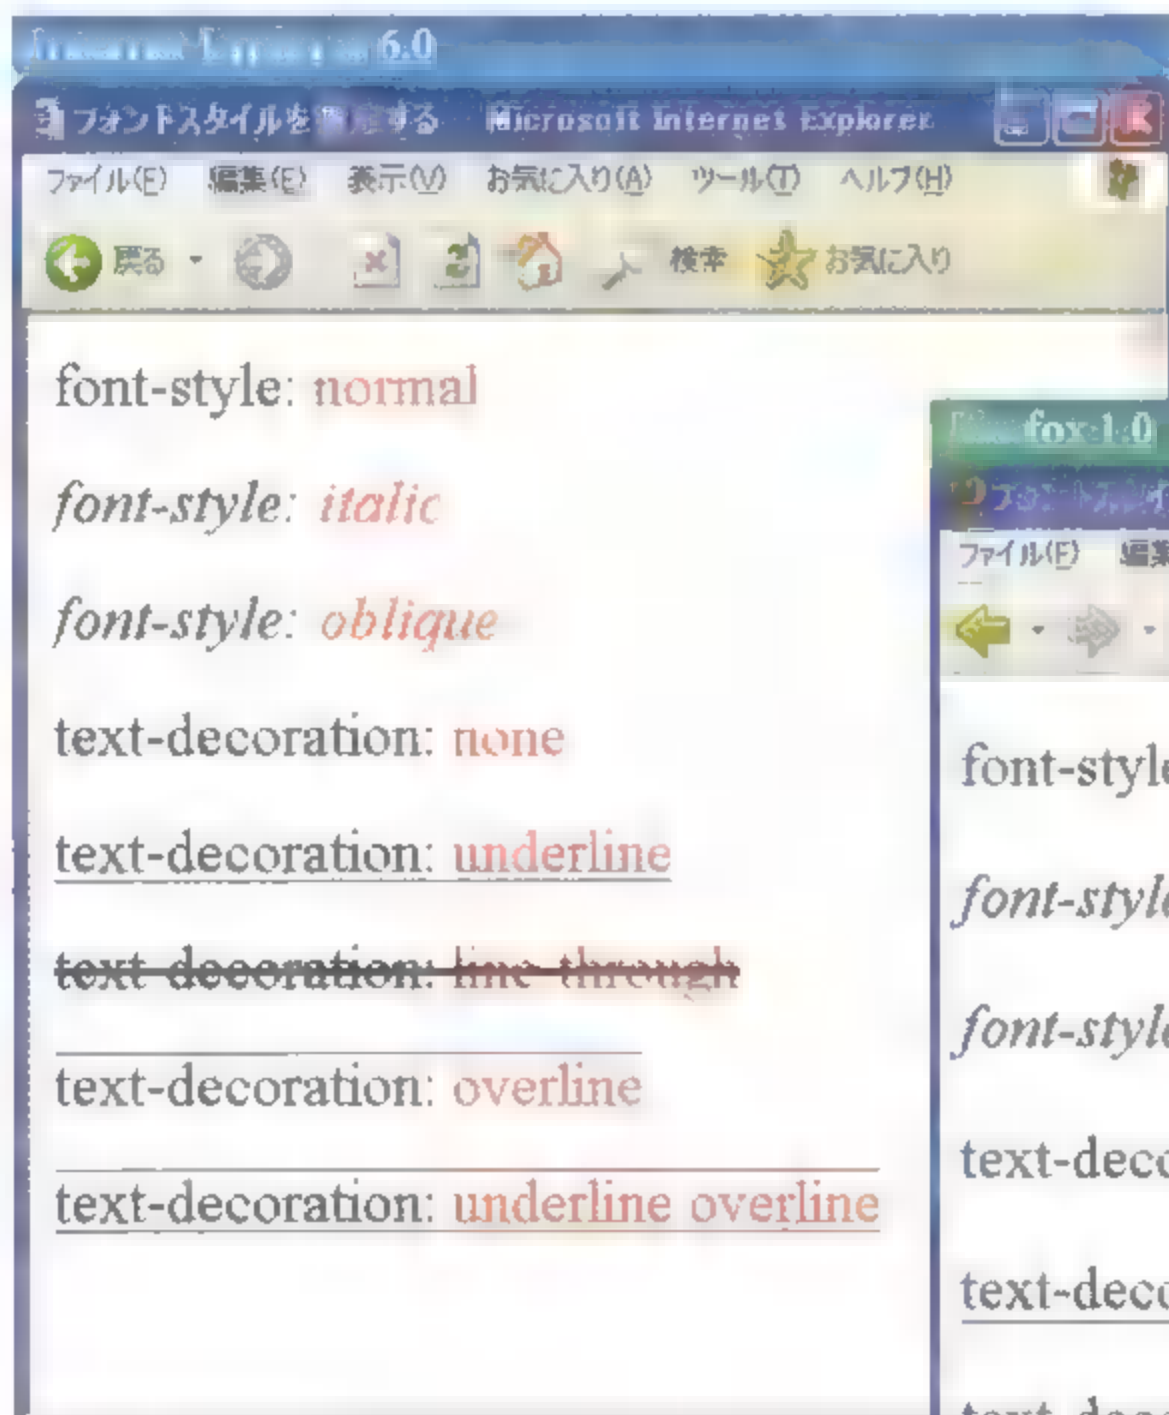 6.0
フォントスタイルを する Microsoft Internet Explorer
ファイル(F) 編集(E) 表示(V) お気に入り(A) ツール(T) ヘルプ(H)
戻る 検索 お気に入り
font-style: normal
font-style: italic
font-style: oblique
text-decoration: none
text-decoration: underline
text-decoration: line-through
text-decoration: overline
text-decoration: underline overline
fox 1.0
ファイル(F) 編集
font-style
font-style
font-style
text-deco
text-deco
text-deco